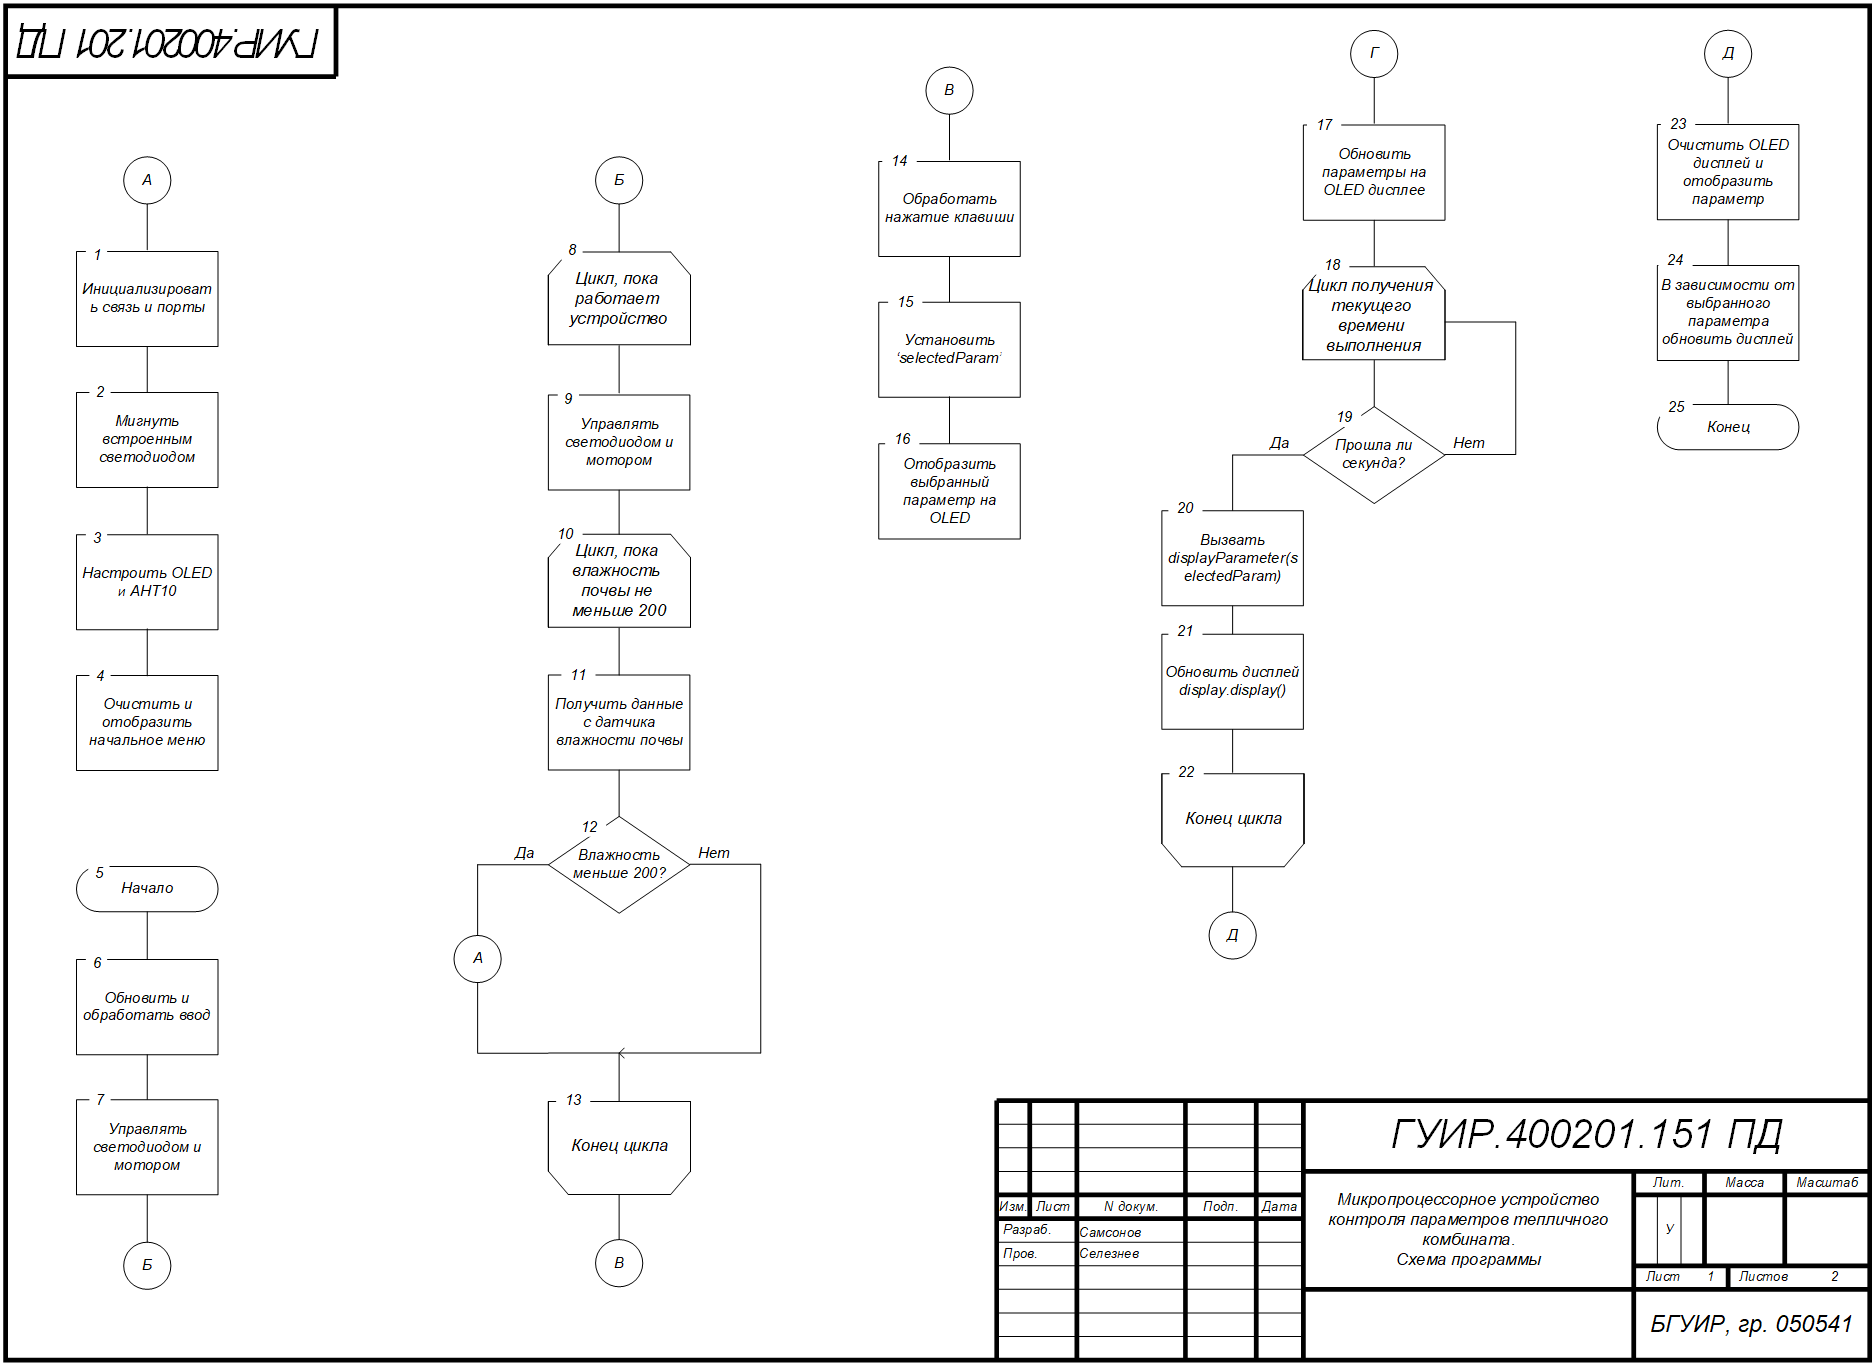 ГУИР.400201.201 ПД
А
1
Инициализироват
ь связь и порты
2
Мигнуть
встроенным
светодиодом
3
Настроить OLED
и AHT10
4
Очистить и
отобразить
начальное меню
5
Начало
6
Обновить и
обработать ввод
7
Управлять
светодиодом и
мотором
Б
Б
8
Цикл, пока
работает
устройство
9
Управлять
светодиодом и
мотором
10
Цикл, пока
влажность
почвы не
меньше 200
11
Получить данные
с датчика
влажности почвы
12
Да
Влажность
меньше 200?
Нет
А
13
Конец цикла
В
В
14
Обработать
нажатие клавиши
15
Установить
‘selectedParam’
16
Отобразить
выбранный
параметр на
OLED
Г
17
Обновить
параметры на
OLED дисплее
18
Цикл получения
текущего
времени
выполнения
19
Да
Прошла ли
секунда?
Нет
20
Вызвать
displayParameter(s
electedParam)
21
Обновить дисплей
display.display()
22
Конец цикла
Д
Д
23
Очистить OLED
дисплей и
отобразить
параметр
24
В зависимости от
выбранного
параметра
обновить дисплей
25
Конец
ГУИР.400201.151 ПД
Изм. Лист N докум. Подп. Дата
Разраб. Самсонов
Пров. Селезнев
Микропроцессорное устройство
контроля параметров тепличного
комбината.
Схема программы
Лит. Масса Масштаб
У
Лист 1 Листов 2
БГУИР, гр. 050541